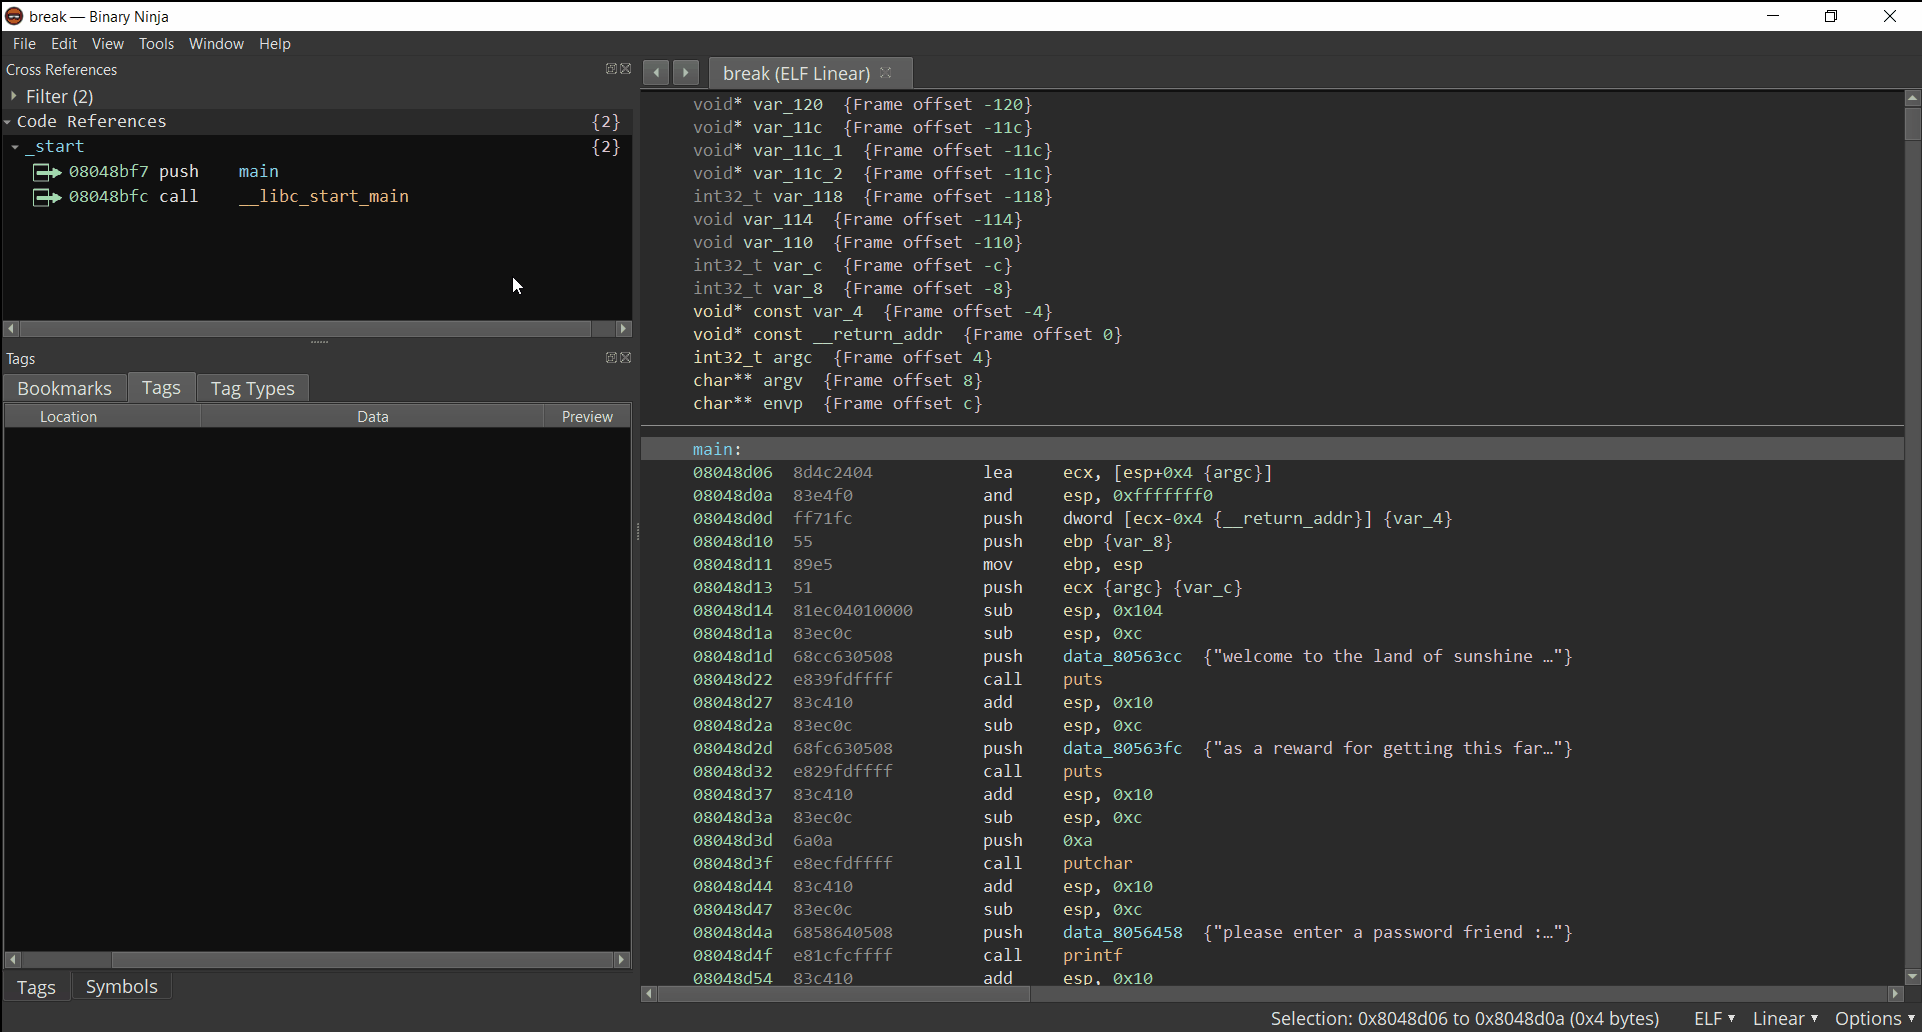 break — Binary Ninja
File Edit View Tools Window Help
Cross References
Filter (2)
Code References {2}
_start {2}
08048bf7 push main
08048bfc call __libc_start_main
Tags
Bookmarks Tags Tag Types
Location Data Preview
Tags Symbols
break (ELF Linear)
void* var_120 {Frame offset -120}
void* var_11c {Frame offset -11c}
void* var_11c_1 {Frame offset -11c}
void* var_11c_2 {Frame offset -11c}
int32_t var_118 {Frame offset -118}
void var_114 {Frame offset -114}
void var_110 {Frame offset -110}
int32_t var_c {Frame offset -c}
int32_t var_8 {Frame offset -8}
void* const var_4 {Frame offset -4}
void* const __return_addr {Frame offset 0}
int32_t argc {Frame offset 4}
char** argv {Frame offset 8}
char** envp {Frame offset c}
main:
08048d06 8d4c2404 lea ecx, [esp+0x4 {argc}]
08048d0a 83e4f0 and esp, 0xfffffff0
08048d0d ff71fc push dword [ecx-0x4 {__return_addr}] {var_4}
08048d10 55 push ebp {var_8}
08048d11 89e5 mov ebp, esp
08048d13 51 push ecx {argc} {var_c}
08048d14 81ec04010000 sub esp, 0x104
08048d1a 83ec0c sub esp, 0xc
08048d1d 68cc630508 push data_80563cc {"welcome to the land of sunshine …"}
08048d22 e839fdffff call puts
08048d27 83c410 add esp, 0x10
08048d2a 83ec0c sub esp, 0xc
08048d2d 68fc630508 push data_80563fc {"as a reward for getting this far…"}
08048d32 e829fdffff call puts
08048d37 83c410 add esp, 0x10
08048d3a 83ec0c sub esp, 0xc
08048d3d 6a0a push 0xa
08048d3f e8ecfdffff call putchar
08048d44 83c410 add esp, 0x10
08048d47 83ec0c sub esp, 0xc
08048d4a 6858640508 push data_8056458 {"please enter a password friend :…"}
08048d4f e81cfcffff call printf
08048d54 83c410 add esp, 0x10
Selection: 0x8048d06 to 0x8048d0a (0x4 bytes) ELF Linear Options